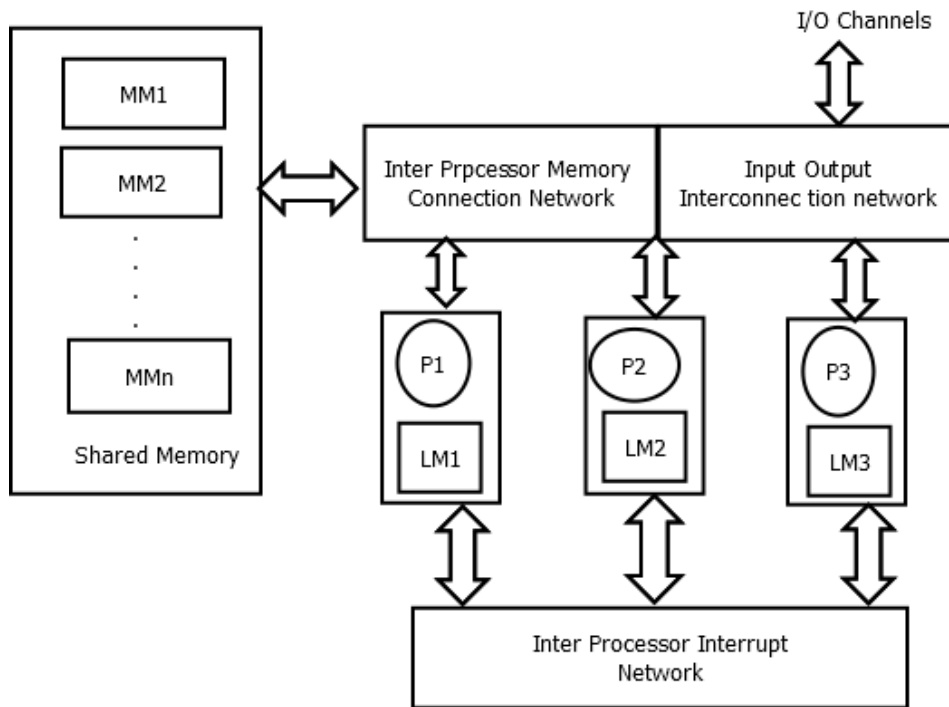 I/O Channels
MM1
MM2
MMn
Shared Memory
Inter Prpcessor Memory
Connection Network
Input Output
Interconnec tion network
P1
LM1
P2
LM2
P3
LM3
Inter Processor Interrupt
Network